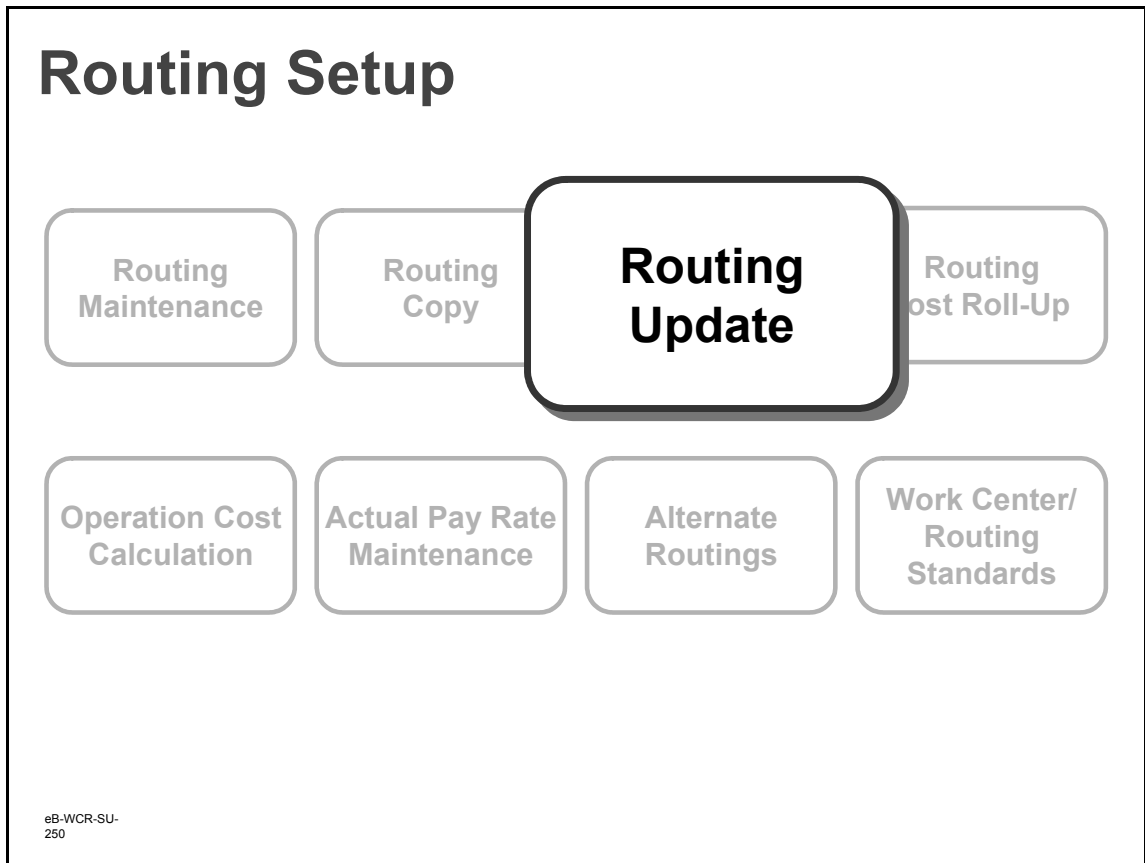 Routing Setup
Routing
Maintenance
Routing
Copy
Routing
Update
Routing
ost Roll-Up
Operation Cost
Calculation
Actual Pay Rate
Maintenance
Alternate
Routings
Work Center/
Routing
Standards
eB-WCR-SU-
250